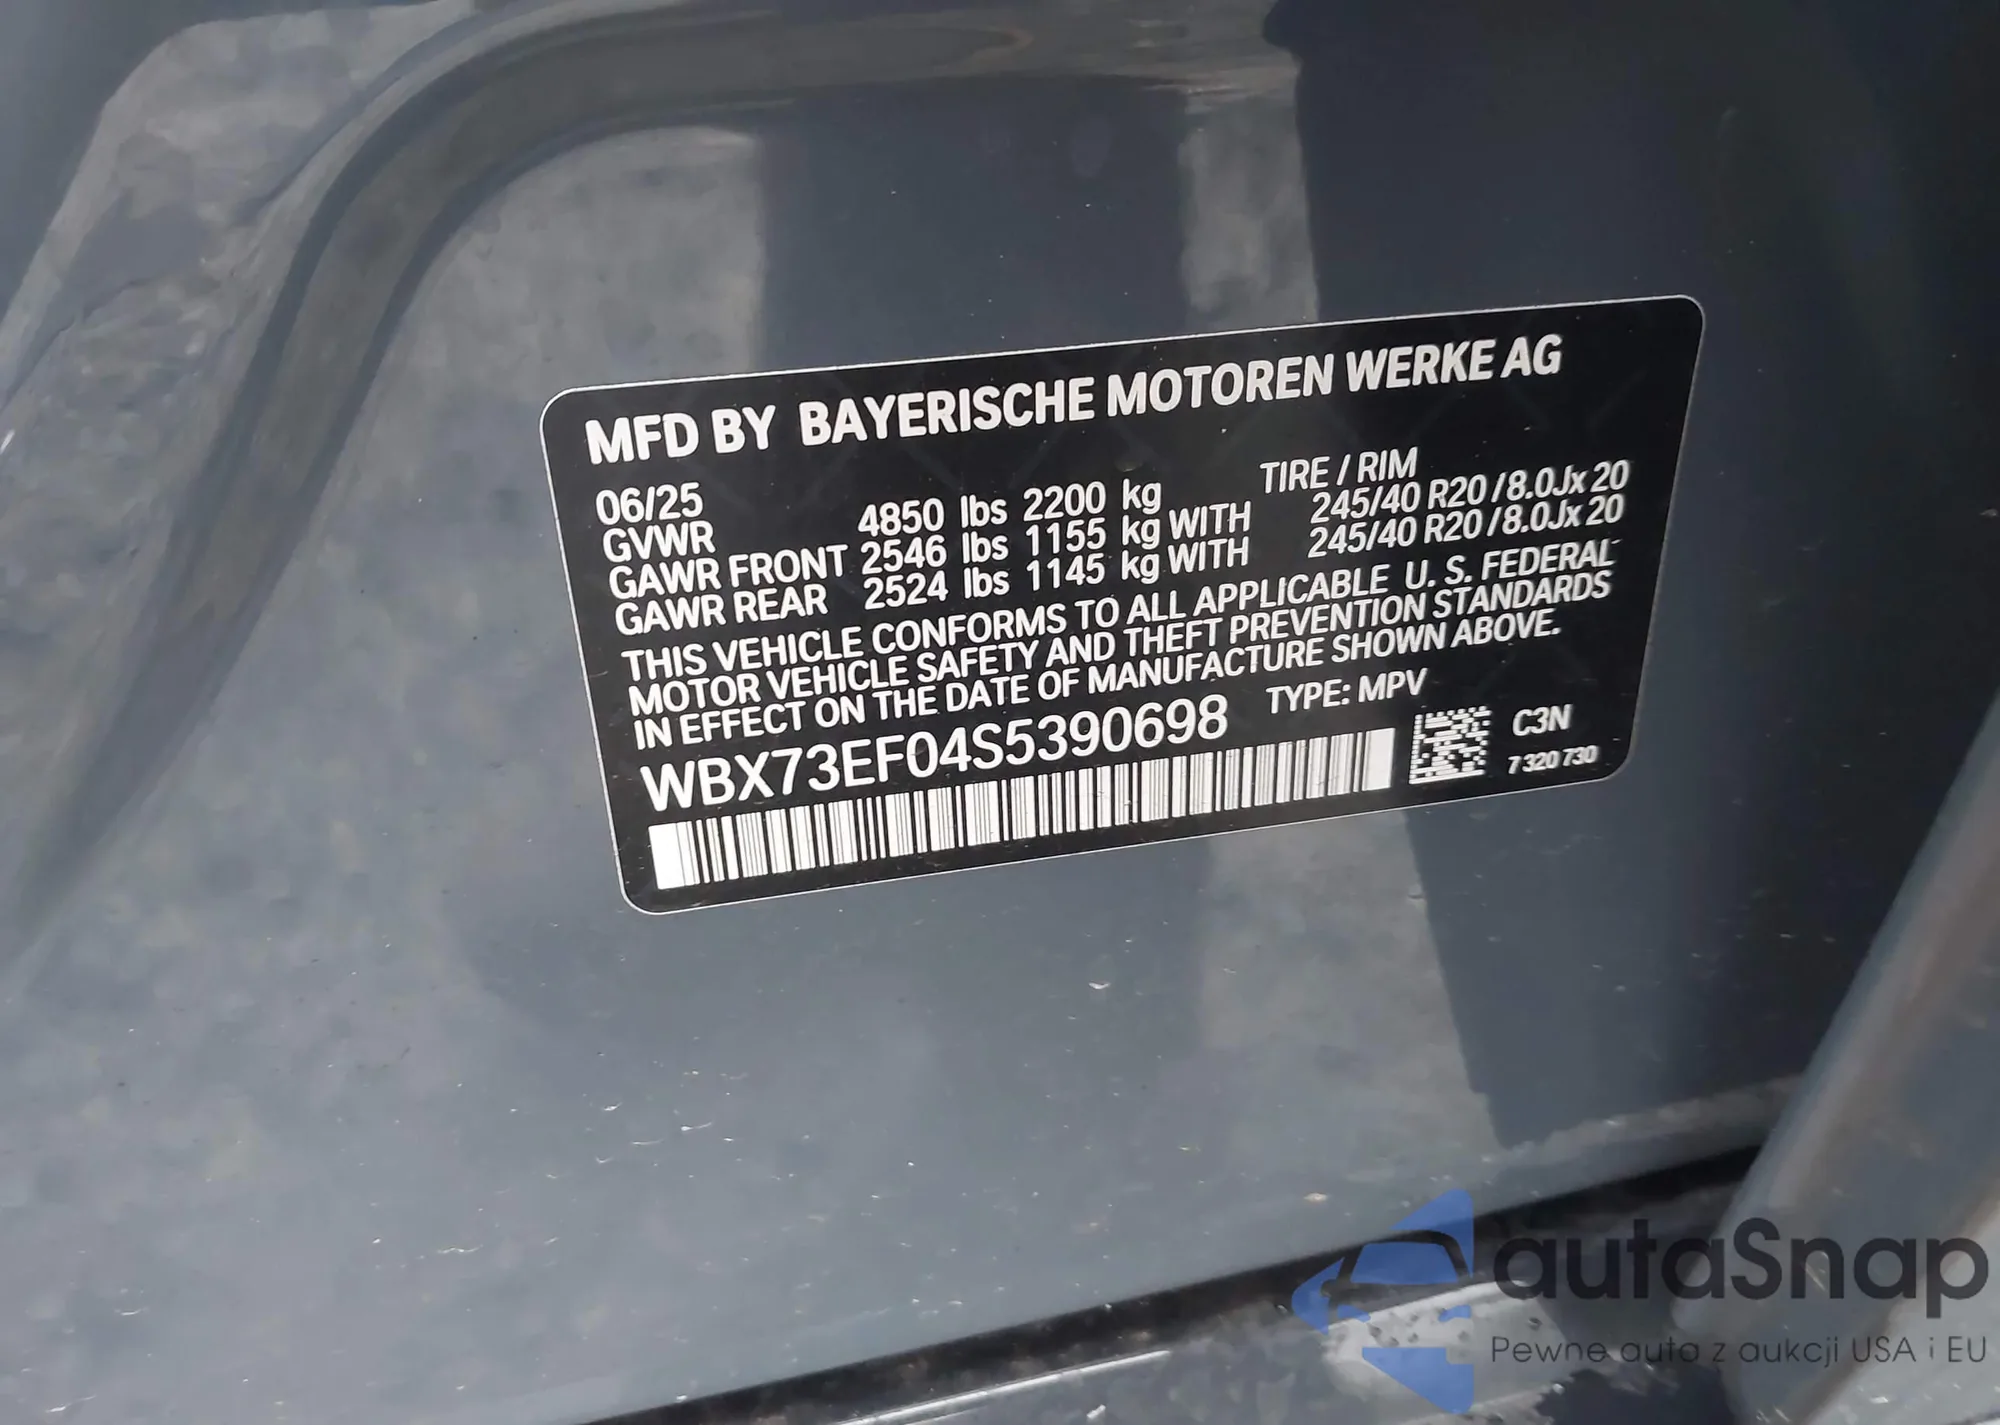 MFD BY BAYERISCHE MOTOREN WERKE AG
06/25 TIRE / RIM
GVWR 4850 lbs 2200 kg
GAWR FRONT 2546 lbs 1155 kg WITH 245/40 R20 / 8.0Jx 20
GAWR REAR 2524 lbs 1145 kg WITH 245/40 R20 / 8.0Jx 20
THIS VEHICLE CONFORMS TO ALL APPLICABLE U. S. FEDERAL
MOTOR VEHICLE SAFETY AND THEFT PREVENTION STANDARDS
IN EFFECT ON THE DATE OF MANUFACTURE SHOWN ABOVE.
WBX73EF04S5390698 TYPE: MPV
C3N
7 320 730
autaSnap
Pewne auta z aukcji USA i EU